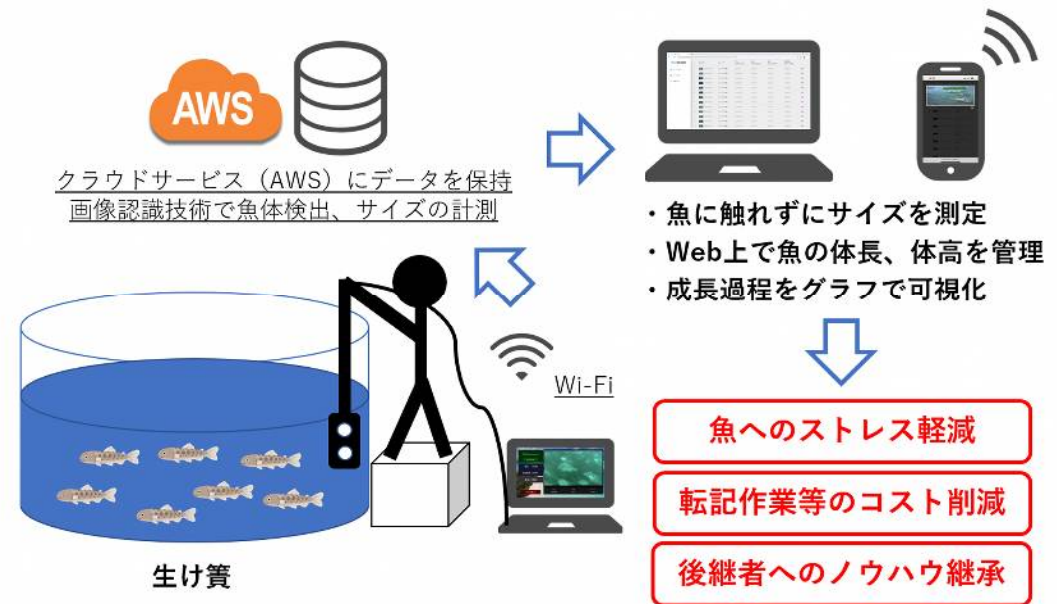 AWS
クラウドサービス（AWS）にデータを保持
画像認識技術で魚体検出、サイズの計測
・魚に触れずにサイズを測定
・Web上で魚の体長、体高を管理
・成長過程をグラフで可視化
Wi-Fi
魚へのストレス軽減
転記作業等のコスト削減
後継者へのノウハウ継承
生け簀